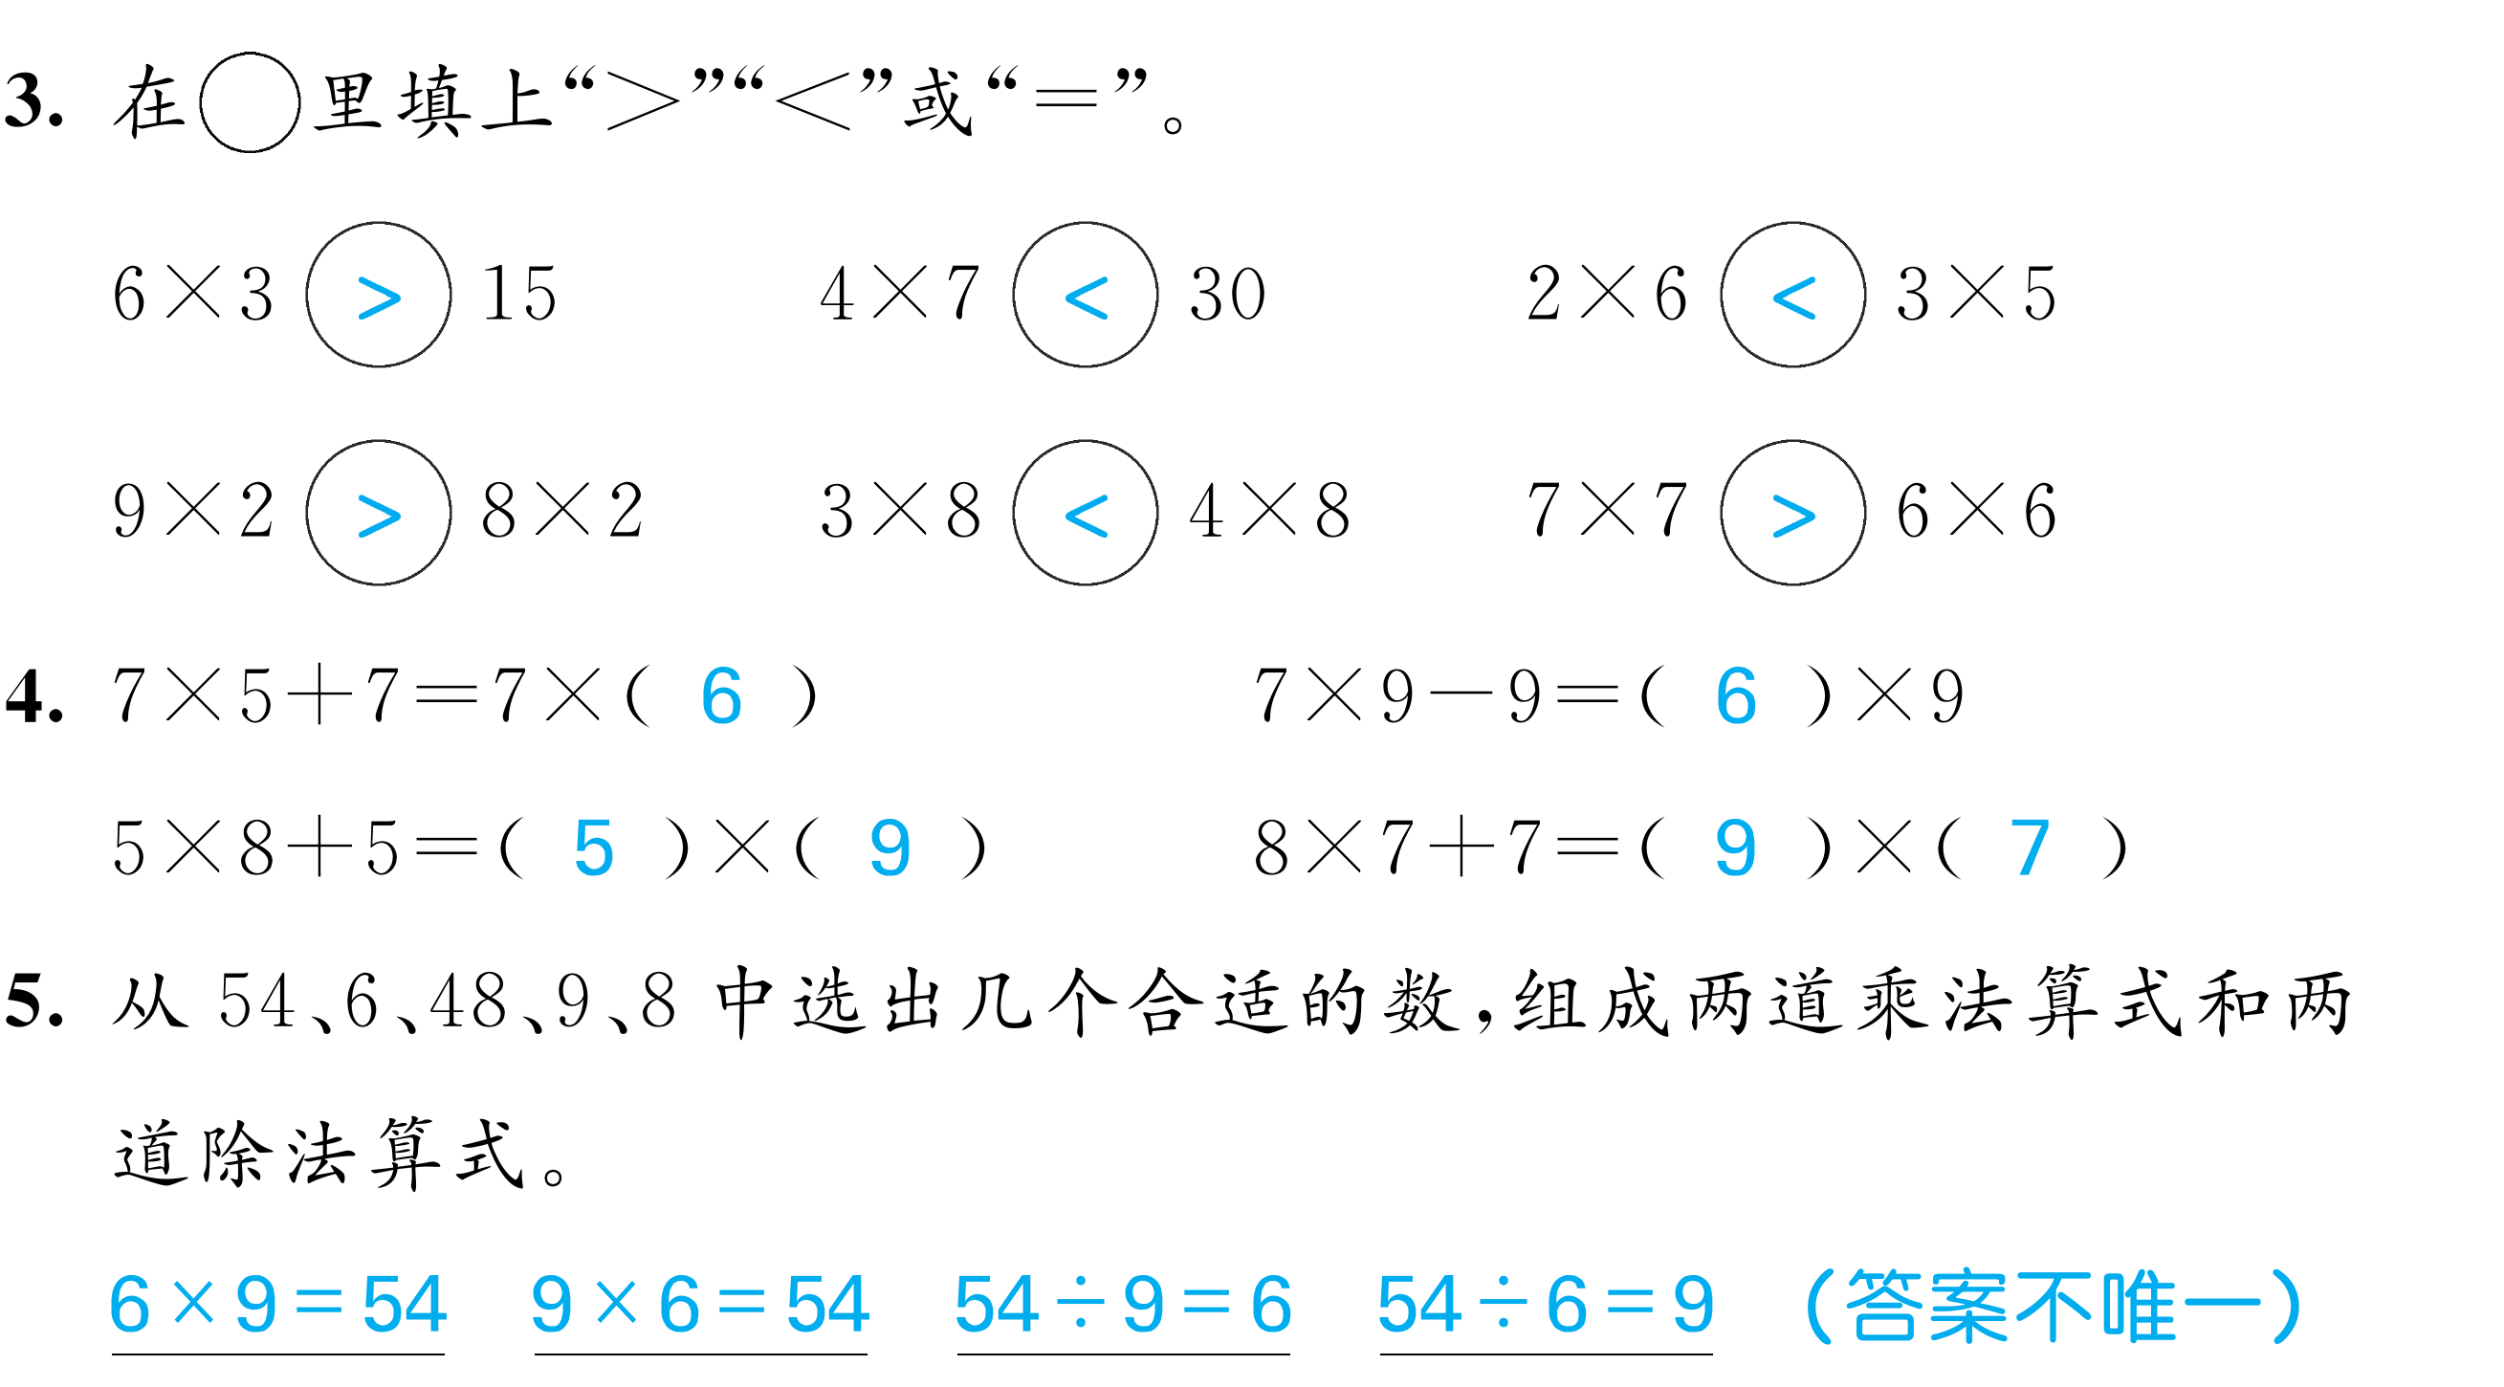 3. 在○里填上“>”“<”或“=”。
6×3 > 15 4×7 < 30 2×6 < 3×5
9×2 > 8×2 3×8 < 4×8 7×7 > 6×6
4. 7×5+7=7×( 6 ) 7×9-9=( 6 )×9
5×8+5=( 5 )×( 9 ) 8×7+7=( 9 )×( 7 )
5. 从 54、6、48、9、8 中选出几个合适的数,组成两道乘法算式和两
道除法算式。
6×9=54 9×6=54 54÷9=6 54÷6=9 (答案不唯一)